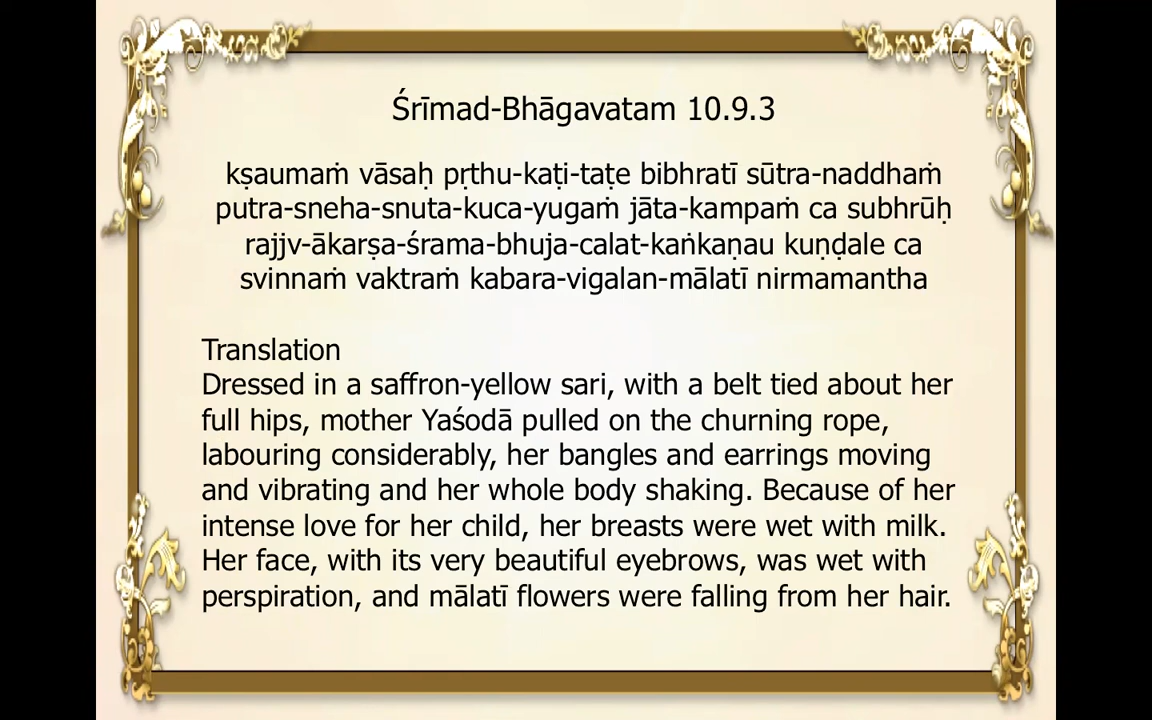 Śrīmad-Bhāgavatam 10.9.3
kṣaumaṁ vāsaḥ pṛthu-kaṭi-taṭe bibhratī sūtra-naddhaṁ
putra-sneha-snuta-kuca-yugaṁ jāta-kampaṁ ca subhrūḥ
rajjv-ākarṣa-śrama-bhuja-calat-kaṅkaṇau kuṇḍale ca
svinnaṁ vaktraṁ kabara-vigalan-mālatī nirmamantha
Translation
Dressed in a saffron-yellow sari, with a belt tied about her
full hips, mother Yaśodā pulled on the churning rope,
labouring considerably, her bangles and earrings moving
and vibrating and her whole body shaking. Because of her
intense love for her child, her breasts were wet with milk.
Her face, with its very beautiful eyebrows, was wet with
perspiration, and mālatī flowers were falling from her hair.